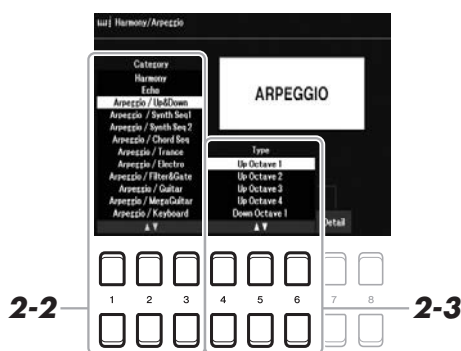 Harmony/Arpeggio
Category
Harmony
Echo
Arpeggio / Up&Down
Arpeggio / Synth Seq1
Arpeggio / Synth Seq 2
Arpeggio / Chord Seq
Arpeggio / Trance
Arpeggio / Electro
Arpeggio / Filter&Gate
Arpeggio / Guitar
Arpeggio / MegaGuitar
Arpeggio / Keyboard
▲▼
ARPEGGIO
Type
Up Octave 1
Up Octave 2
Up Octave 3
Up Octave 4
Down Octave 1
▲▼
Detail
1 2 3 4 5 6 7 8
2-2
2-3